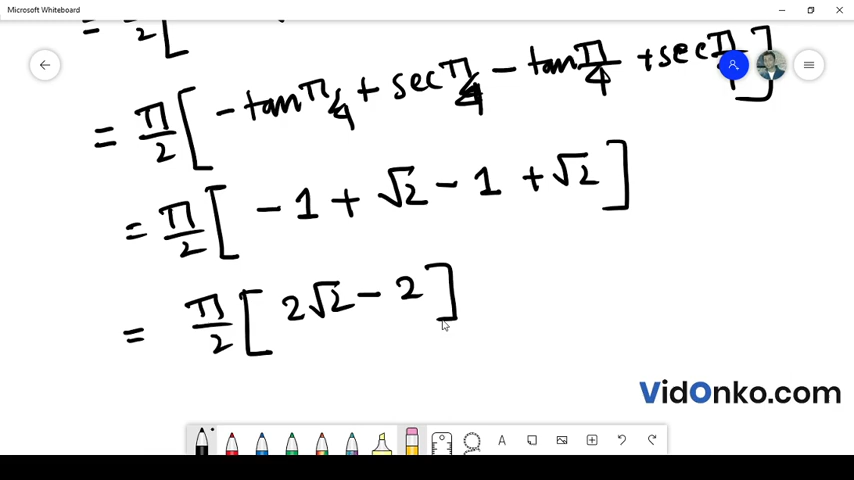 Microsoft Whiteboard
= π/2 [
= π/2 [ - tan π/4 + sec π/4 - tan π/4 + sec π/4 ]
= π/2 [ - 1 + √2 - 1 + √2 ]
= π/2 [ 2√2 - 2 ]
VidOnko.com
A